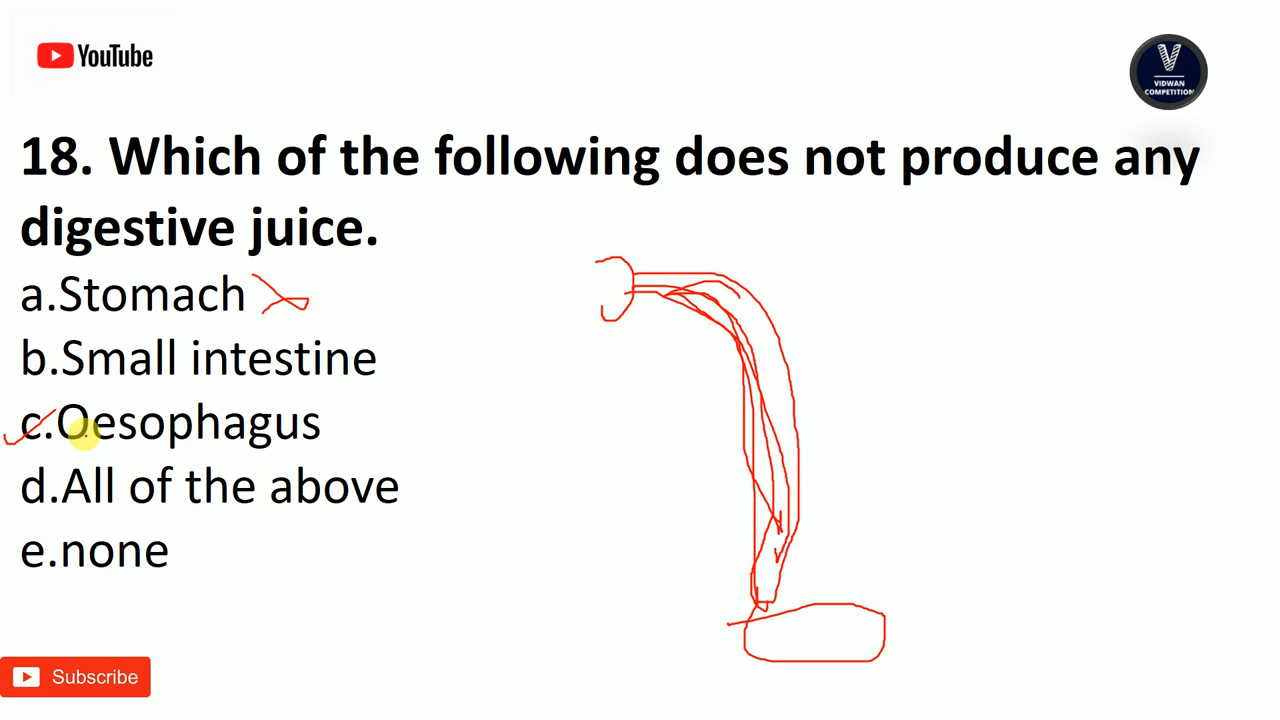 YouTube
VIDWAN
COMPETITION
18. Which of the following does not produce any
digestive juice.
a.Stomach
b.Small intestine
c.Oesophagus
d.All of the above
e.none
Subscribe